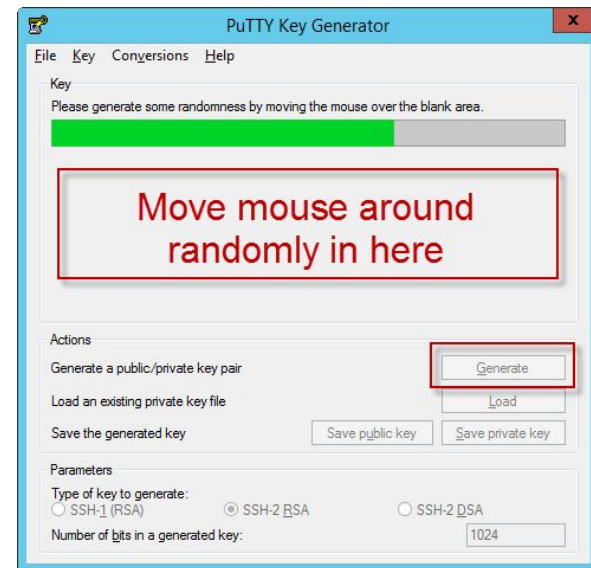 PuTTY Key Generator
x
File Key Conversions Help
Key
Please generate some randomness by moving the mouse over the blank area.
Move mouse around
randomly in here
Actions
Generate a public/private key pair
Generate
Load an existing private key file
Load
Save the generated key
Save public key
Save private key
Parameters
Type of key to generate:
SSH-1 (RSA)
SSH-2 RSA
SSH-2 DSA
Number of bits in a generated key:
1024